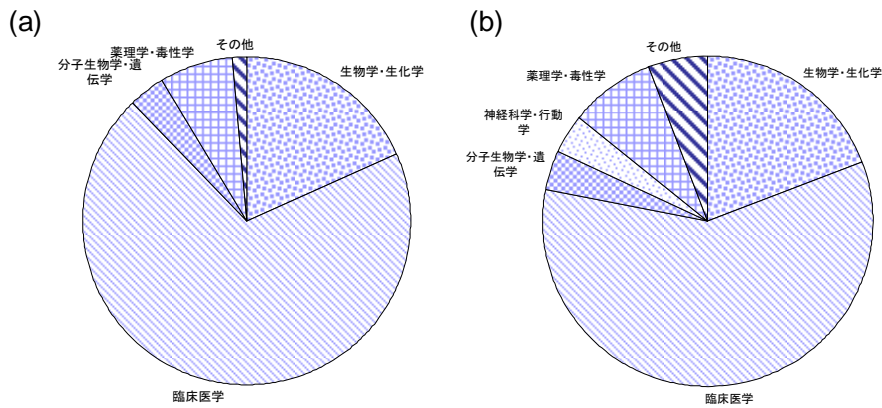 (a)
その他
薬理学・毒性学
分子生物学・遺
伝学
生物学・生化学
臨床医学
(b)
その他
生物学・生化学
薬理学・毒性学
神経科学・行動
学
分子生物学・遺
伝学
臨床医学